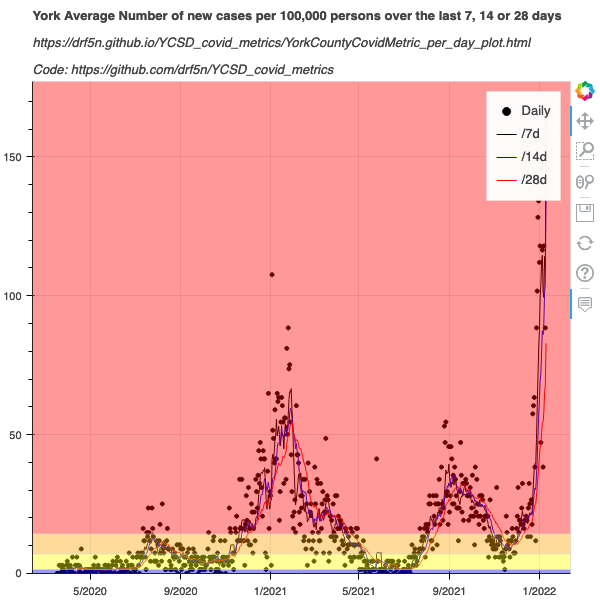 York Average Number of new cases per 100,000 persons over the last 7, 14 or 28 days
https://drf5n.github.io/YCSD_covid_metrics/YorkCountyCovidMetric_per_day_plot.html
Code: https://github.com/drf5n/YCSD_covid_metrics
Daily
/7d
/14d
/28d
150
100
50
0
5/2020 9/2020 1/2021 5/2021 9/2021 1/2022